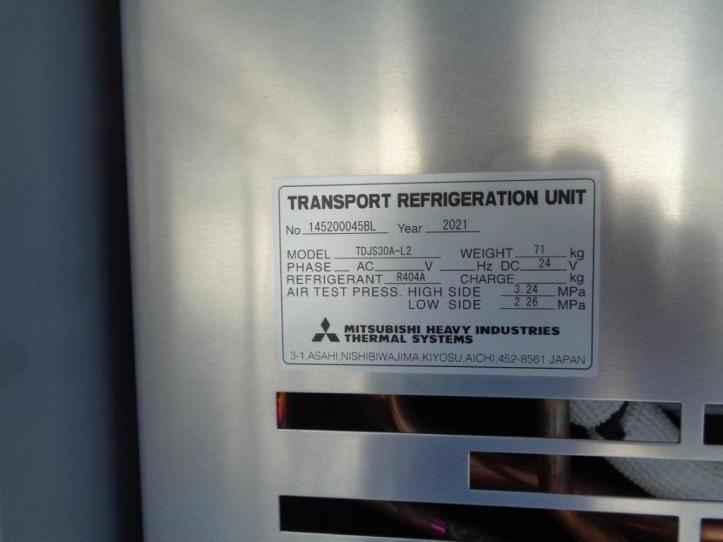 TRANSPORT REFRIGERATION UNIT
No 145200045BL Year 2021
MODEL TDJS30A-L2 WEIGHT 71 kg
PHASE AC V Hz DC 24 V
REFRIGERANT R404A CHARGE kg
AIR TEST PRESS. HIGH SIDE 3.24 MPa
LOW SIDE 2.26 MPa
MITSUBISHI HEAVY INDUSTRIES
THERMAL SYSTEMS
3-1,ASAHI,NISHIBIWAJIMA,KIYOSU,AICHI,452-8561 JAPAN